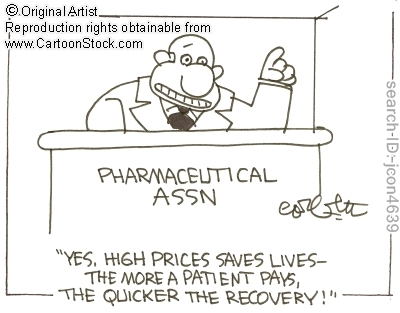 © Original Artist
Reproduction rights obtainable from
www.CartoonStock.com
search-ID:-jcon4639
PHARMACEUTICAL
ASSN
"YES, HIGH PRICES SAVES LIVES—
THE MORE A PATIENT PAYS,
THE QUICKER THE RECOVERY!"